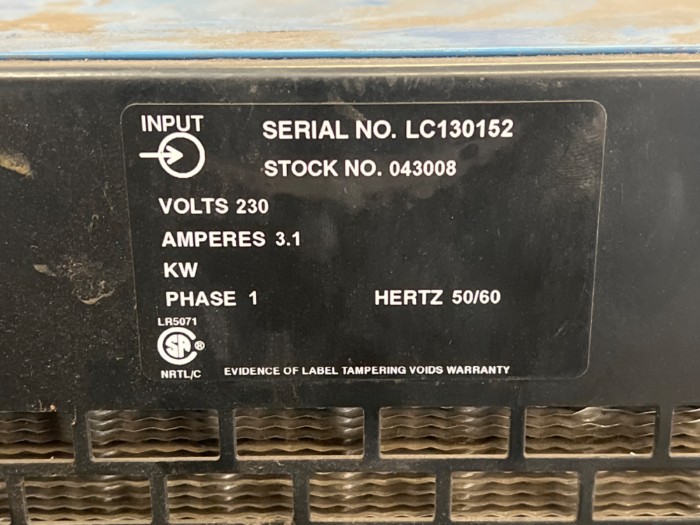 INPUT
SERIAL NO. LC130152
STOCK NO. 043008
VOLTS 230
AMPERES 3.1
KW
PHASE 1 HERTZ 50/60
LR5071
SA ®
NRTL/C
EVIDENCE OF LABEL TAMPERING VOIDS WARRANTY